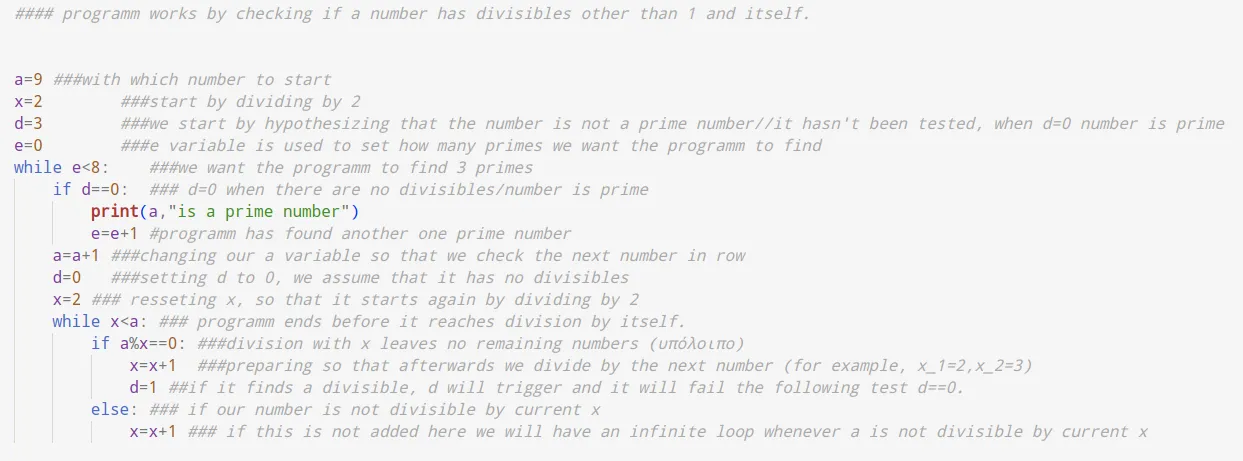 #### programm works by checking if a number has divisibles other than 1 and itself.
a=9 ###with which number to start
x=2 ###start by dividing by 2
d=3 ###we start by hypothesizing that the number is not a prime number//it hasn't been tested, when d=0 number is prime
e=0 ###e variable is used to set how many primes we want the programm to find
while e<8: ###we want the programm to find 3 primes
if d==0: ### d=0 when there are no divisibles/number is prime
print(a,"is a prime number")
e=e+1 #programm has found another one prime number
a=a+1 ###changing our a variable so that we check the next number in row
d=0 ###setting d to 0, we assume that it has no divisibles
x=2 ### resseting x, so that it starts again by dividing by 2
while x<a: ### programm ends before it reaches division by itself.
if a%x==0: ###division with x leaves no remaining numbers (υπόλοιπο)
x=x+1 ###preparing so that afterwards we divide by the next number (for example, x_1=2,x_2=3)
d=1 ##if it finds a divisible, d will trigger and it will fail the following test d==0.
else: ### if our number is not divisible by current x
x=x+1 ### if this is not added here we will have an infinite loop whenever a is not divisible by current x